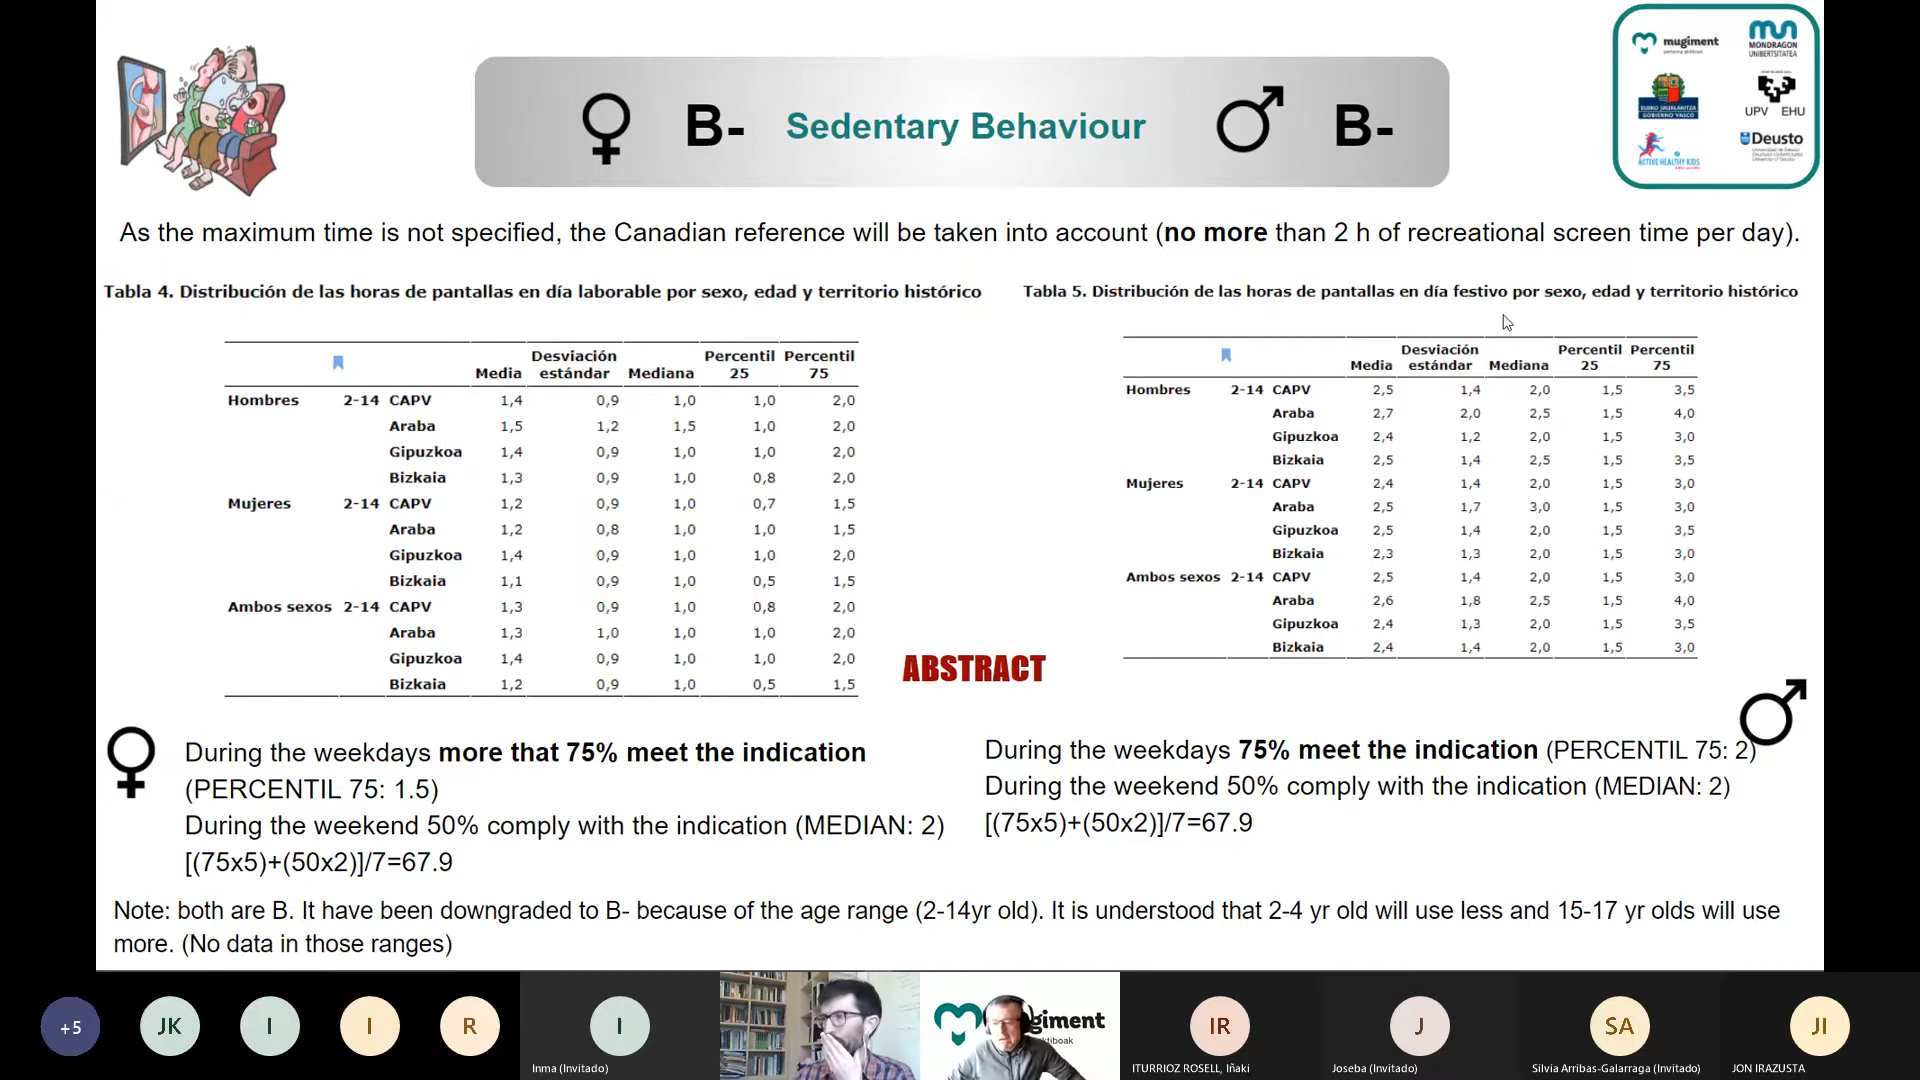 B- Sedentary Behaviour B-
mugiment
MONDRAGON
UNIBERTSITATEA
EUSKO JAURLARITZA
GOBIERNO VASCO
UPV EHU
ACTIVE HEALTHY KIDS
Deusto
Universidad de Deusto
Deustuko Unibertsitatea
University of Deusto
As the maximum time is not specified, the Canadian reference will be taken into account (no more than 2 h of recreational screen time per day).
Tabla 4. Distribución de las horas de pantallas en día laborable por sexo, edad y territorio histórico
Media Desviación estándar Mediana Percentil 25 Percentil 75
Hombres 2-14 CAPV 1,4 0,9 1,0 1,0 2,0
Araba 1,5 1,2 1,5 1,0 2,0
Gipuzkoa 1,4 0,9 1,0 1,0 2,0
Bizkaia 1,3 0,9 1,0 0,8 2,0
Mujeres 2-14 CAPV 1,2 0,9 1,0 0,7 1,5
Araba 1,2 0,8 1,0 1,0 1,5
Gipuzkoa 1,4 0,9 1,0 1,0 2,0
Bizkaia 1,1 0,9 1,0 0,5 1,5
Ambos sexos 2-14 CAPV 1,3 0,9 1,0 0,8 2,0
Araba 1,3 1,0 1,0 1,0 2,0
Gipuzkoa 1,4 0,9 1,0 1,0 2,0
Bizkaia 1,2 0,9 1,0 0,5 1,5
Tabla 5. Distribución de las horas de pantallas en día festivo por sexo, edad y territorio histórico
Media Desviación estándar Mediana Percentil 25 Percentil 75
Hombres 2-14 CAPV 2,5 1,4 2,0 1,5 3,5
Araba 2,7 2,0 2,5 1,5 4,0
Gipuzkoa 2,4 1,2 2,0 1,5 3,0
Bizkaia 2,5 1,4 2,5 1,5 3,5
Mujeres 2-14 CAPV 2,4 1,4 2,0 1,5 3,0
Araba 2,5 1,7 3,0 1,5 3,0
Gipuzkoa 2,5 1,4 2,0 1,5 3,5
Bizkaia 2,3 1,3 2,0 1,5 3,0
Ambos sexos 2-14 CAPV 2,5 1,4 2,0 1,5 3,0
Araba 2,6 1,8 2,5 1,5 4,0
Gipuzkoa 2,4 1,3 2,0 1,5 3,5
Bizkaia 2,4 1,4 2,0 1,5 3,0
ABSTRACT
During the weekdays more that 75% meet the indication
(PERCENTIL 75: 1.5)
During the weekend 50% comply with the indication (MEDIAN: 2)
[(75x5)+(50x2)]/7=67.9
During the weekdays 75% meet the indication (PERCENTIL 75: 2)
During the weekend 50% comply with the indication (MEDIAN: 2)
[(75x5)+(50x2)]/7=67.9
Note: both are B. It have been downgraded to B- because of the age range (2-14yr old). It is understood that 2-4 yr old will use less and 15-17 yr olds will use
more. (No data in those ranges)
+5 JK I I R I IR J SA JI
giment
ktiboak
Inma (Invitado)
ITURRIOZ ROSELL, Iñaki
Joseba (Invitado)
Silvia Arribas-Galarraga (Invitado)
JON IRAZUSTA